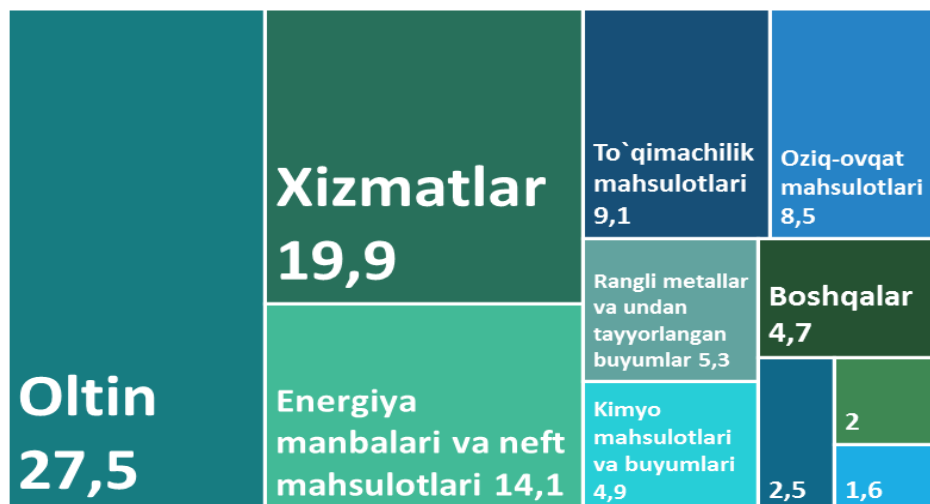 Oltin
27,5
Xizmatlar
19,9
Energiya
manbalari va neft
mahsulotlari 14,1
To`qimachilik
mahsulotlari
9,1
Oziq-ovqat
mahsulotlari
8,5
Rangli metallar
va undan
tayyorlangan
buyumlar 5,3
Kimyo
mahsulotlari
va buyumlari
4,9
Boshqalar
4,7
2,5
2
1,6